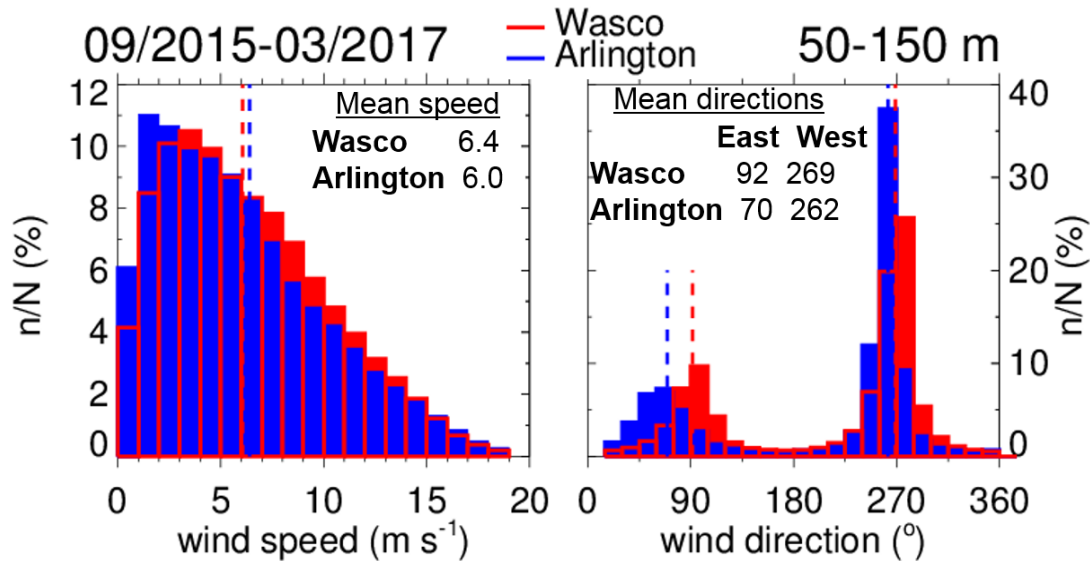 09/2015-03/2017
Wasco
Arlington
50-150 m
12
10
8
6
4
2
0
n/N (%)
Mean speed
Wasco 6.4
Arlington 6.0
0 5 10 15 20
wind speed (m s⁻¹)
Mean directions
East West
Wasco 92 269
Arlington 70 262
40
30
20
10
0
n/N (%)
0 90 180 270 360
wind direction (°)